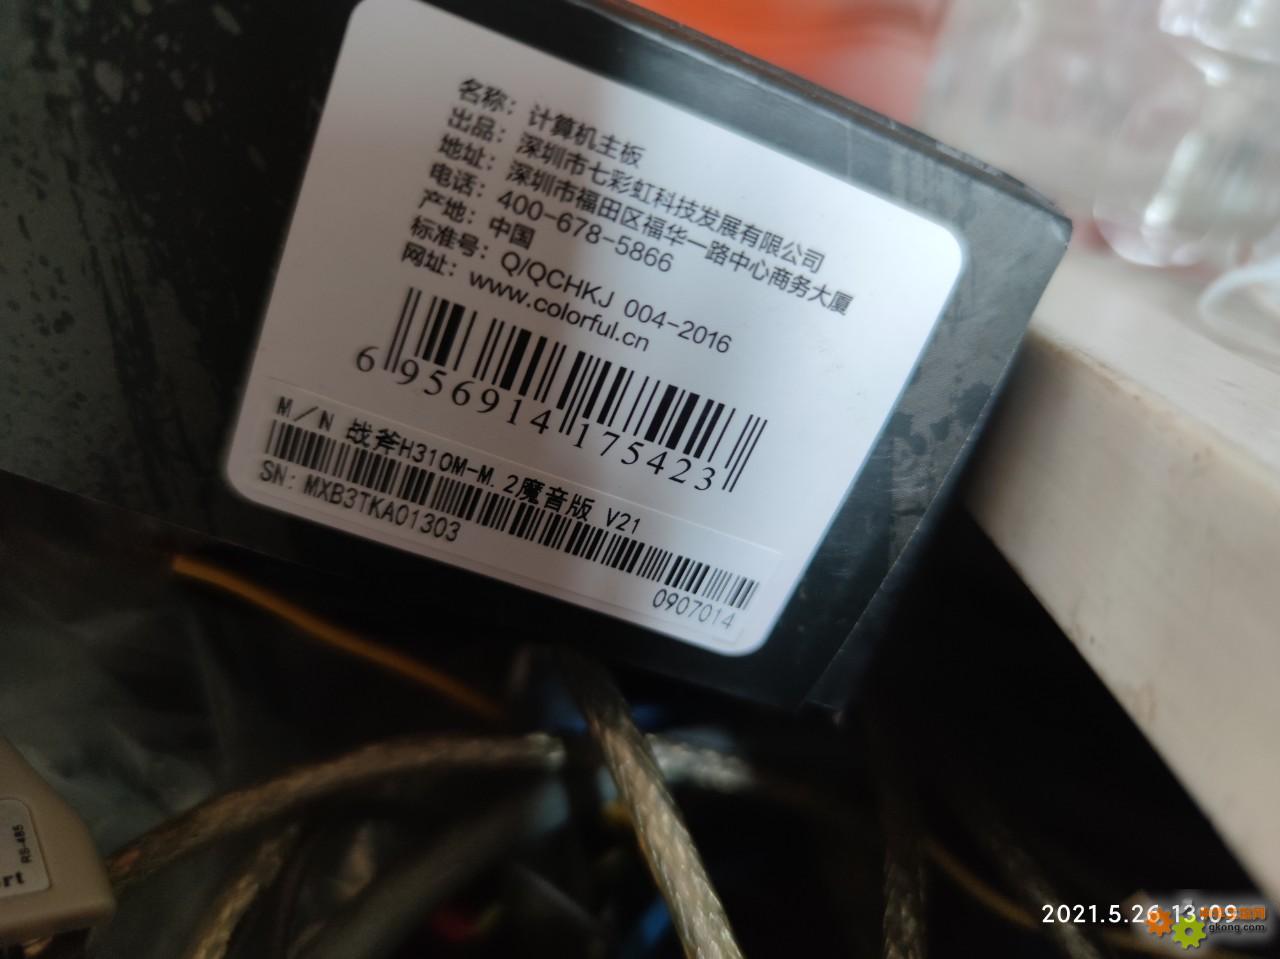 名称：计算机主板
出品：深圳市七彩虹科技发展有限公司
地址：深圳市福田区福华一路中心商务大厦
电话：400-678-5866
产地：中国
标准号：Q/QCHKJ 004-2016
网址：www.colorful.cn
6 956914 175423
M/N 战斧H310M-M.2魔音版 V21
SN: MXB3TKA01303
0907014
RS-485
rt
2021.5.26 13:09
gkong.com